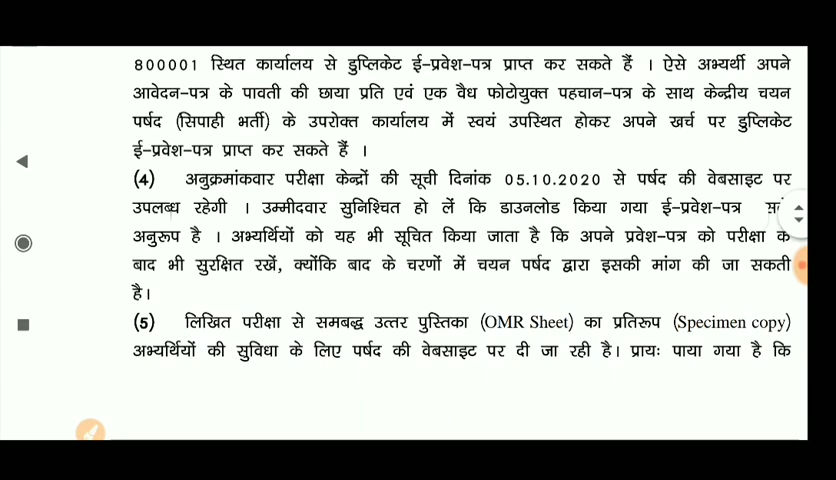 800001 स्थित कार्यालय से डुप्लिकेट ई-प्रवेश-पत्र प्राप्त कर सकते हैं । ऐसे अभ्यर्थी अपने
आवेदन-पत्र के पावती की छाया प्रति एवं एक वैध फोटोयुक्त पहचान-पत्र के साथ केन्द्रीय चयन
पर्षद (सिपाही भर्ती) के उपरोक्त कार्यालय में स्वयं उपस्थित होकर अपने खर्च पर डुप्लिकेट
ई-प्रवेश-पत्र प्राप्त कर सकते हैं ।
(4) अनुक्रमांकवार परीक्षा केन्द्रों की सूची दिनांक 05.10.2020 से पर्षद की वेबसाइट पर
उपलब्ध रहेगी । उम्मीदवार सुनिश्चित हो लें कि डाउनलोड किया गया ई-प्रवेश-पत्र
अनुरूप है । अभ्यर्थियों को यह भी सूचित किया जाता है कि अपने प्रवेश-पत्र को परीक्षा के
बाद भी सुरक्षित रखें, क्योंकि बाद के चरणों में चयन पर्षद द्वारा इसकी मांग की जा सकती
है।
(5) लिखित परीक्षा से समबद्ध उत्तर पुस्तिका (OMR Sheet) का प्रतिरूप (Specimen copy)
अभ्यर्थियों की सुविधा के लिए पर्षद की वेबसाइट पर दी जा रही है। प्रायः पाया गया है कि